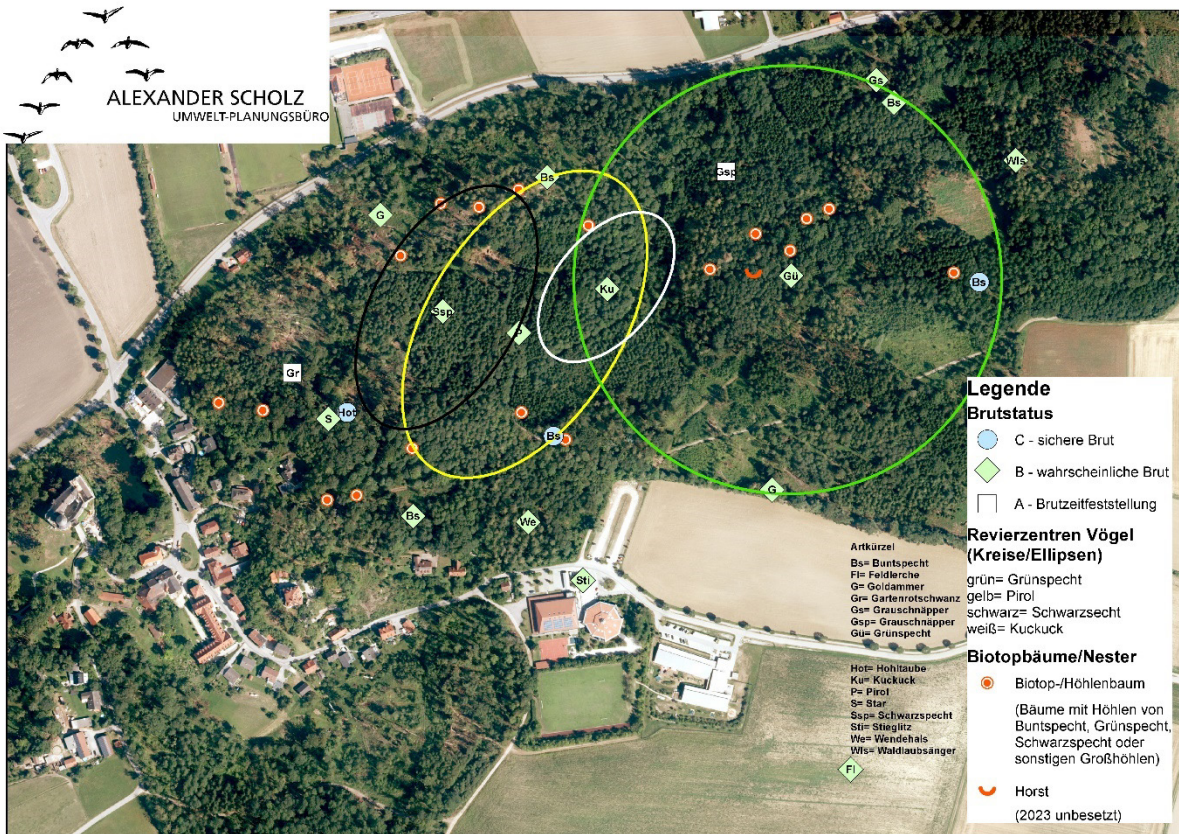 ALEXANDER SCHOLZ
UMWELT-PLANUNGSBÜRO
Gs
Bs
Wls
Gsp
Bs
G
Gü
Bs
Ku
Ssp
P
Gr
S
Hot
Bs
G
Bs
We
Sti
Fl
Artkürzel
Bs= Buntspecht
Fl= Feldlerche
G= Goldammer
Gr= Gartenrotschwanz
Gs= Grauschnäpper
Gsp= Grauschnäpper
Gü= Grünspecht
Hot= Hohltaube
Ku= Kuckuck
P= Pirol
S= Star
Ssp= Schwarzspecht
Sti= Stieglitz
We= Wendehals
Wls= Waldlaubsänger
Legende
Brutstatus
C - sichere Brut
B - wahrscheinliche Brut
A - Brutzeitfeststellung
Revierzentren Vögel
(Kreise/Ellipsen)
grün= Grünspecht
gelb= Pirol
schwarz= Schwarzsecht
weiß= Kuckuck
Biotopbäume/Nester
Biotop-/Höhlenbaum
(Bäume mit Höhlen von
Buntspecht, Grünspecht,
Schwarzspecht oder
sonstigen Großhöhlen)
Horst
(2023 unbesetzt)